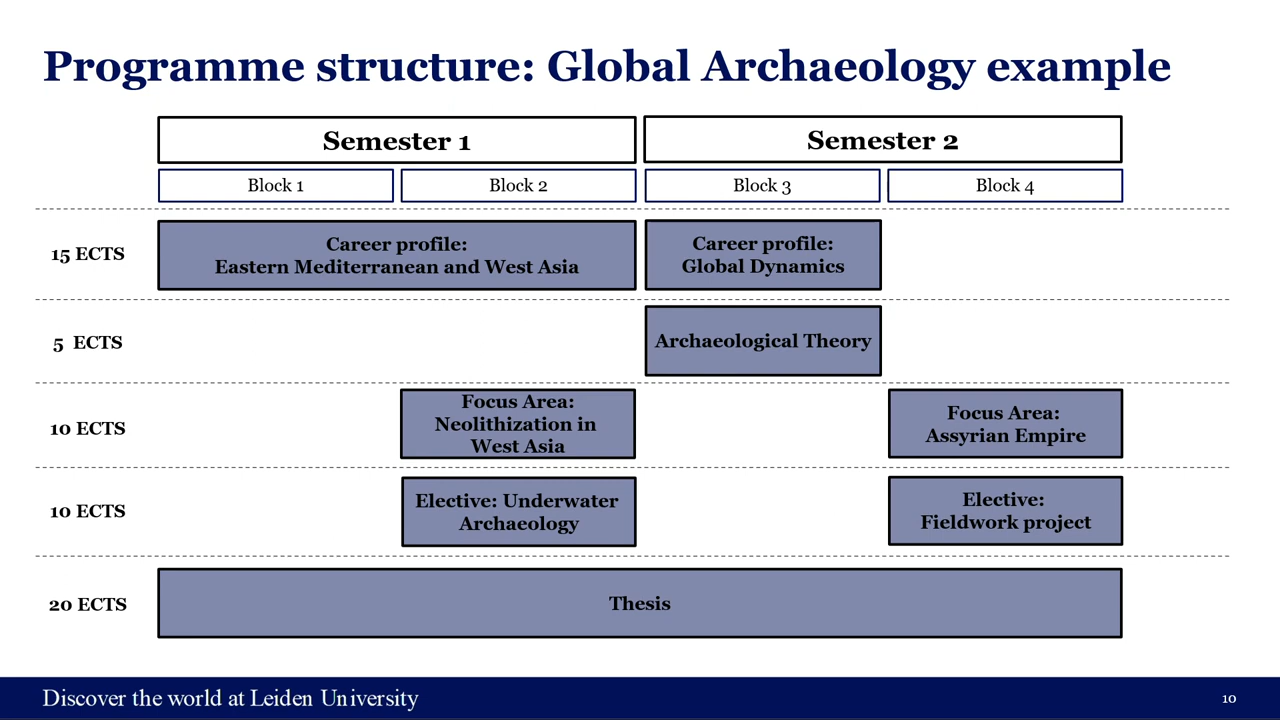 Programme structure: Global Archaeology example
Semester 1
Semester 2
Block 1
Block 2
Block 3
Block 4
15 ECTS
Career profile:
Eastern Mediterranean and West Asia
Career profile:
Global Dynamics
5 ECTS
Archaeological Theory
10 ECTS
Focus Area:
Neolithization in
West Asia
Focus Area:
Assyrian Empire
10 ECTS
Elective: Underwater
Archaeology
Elective:
Fieldwork project
20 ECTS
Thesis
Discover the world at Leiden University
10